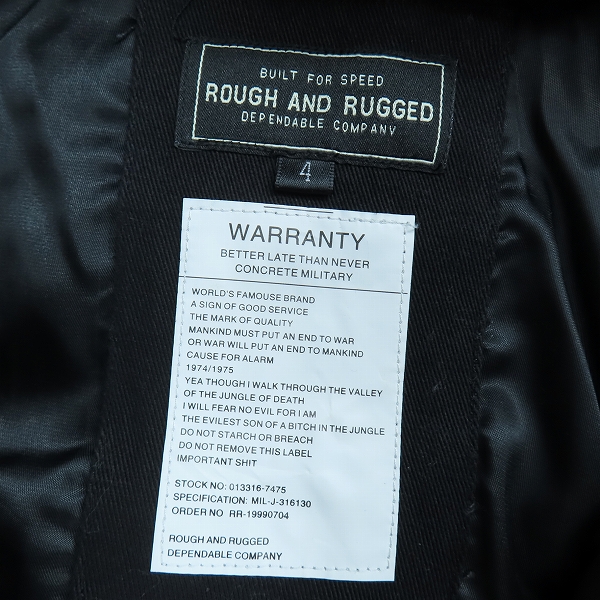 BUILT FOR SPEED
ROUGH AND RUGGED
DEPENDABLE COMPANY
4
WARRANTY
BETTER LATE THAN NEVER
CONCRETE MILITARY
WORLD'S FAMOUSE BRAND
A SIGN OF GOOD SERVICE
THE MARK OF QUALITY
MANKIND MUST PUT AN END TO WAR
OR WAR WILL PUT AN END TO MANKIND
CAUSE FOR ALARM
1974/1975
YEA THOUGH I WALK THROUGH THE VALLEY
OF THE JUNGLE OF DEATH
I WILL FEAR NO EVIL FOR I AM
THE EVILEST SON OF A BITCH IN THE JUNGLE
DO NOT STARCH OR BREACH
DO NOT REMOVE THIS LABEL
IMPORTANT SHIT
STOCK NO: 013316-7475
SPECIFICATION: MIL-J-316130
ORDER NO RR-19990704
ROUGH AND RUGGED
DEPENDABLE COMPANY